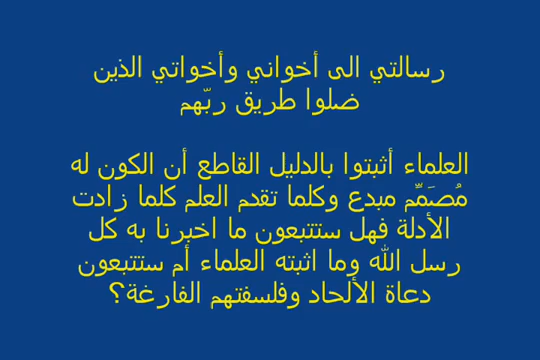 رسالتي الى أخواني وأخواتي الذين
ضلوا طريق ربّهم
العلماء أثبتوا بالدليل القاطع أن الكون له
مُصَمِّم مبدع وكلما تقدم العلم كلما زادت
الأدلة فهل ستتبعون ما اخبرنا به كل
رسل الله وما اثبته العلماء أم ستتبعون
دعاة الألحاد وفلسفتهم الفارغة؟